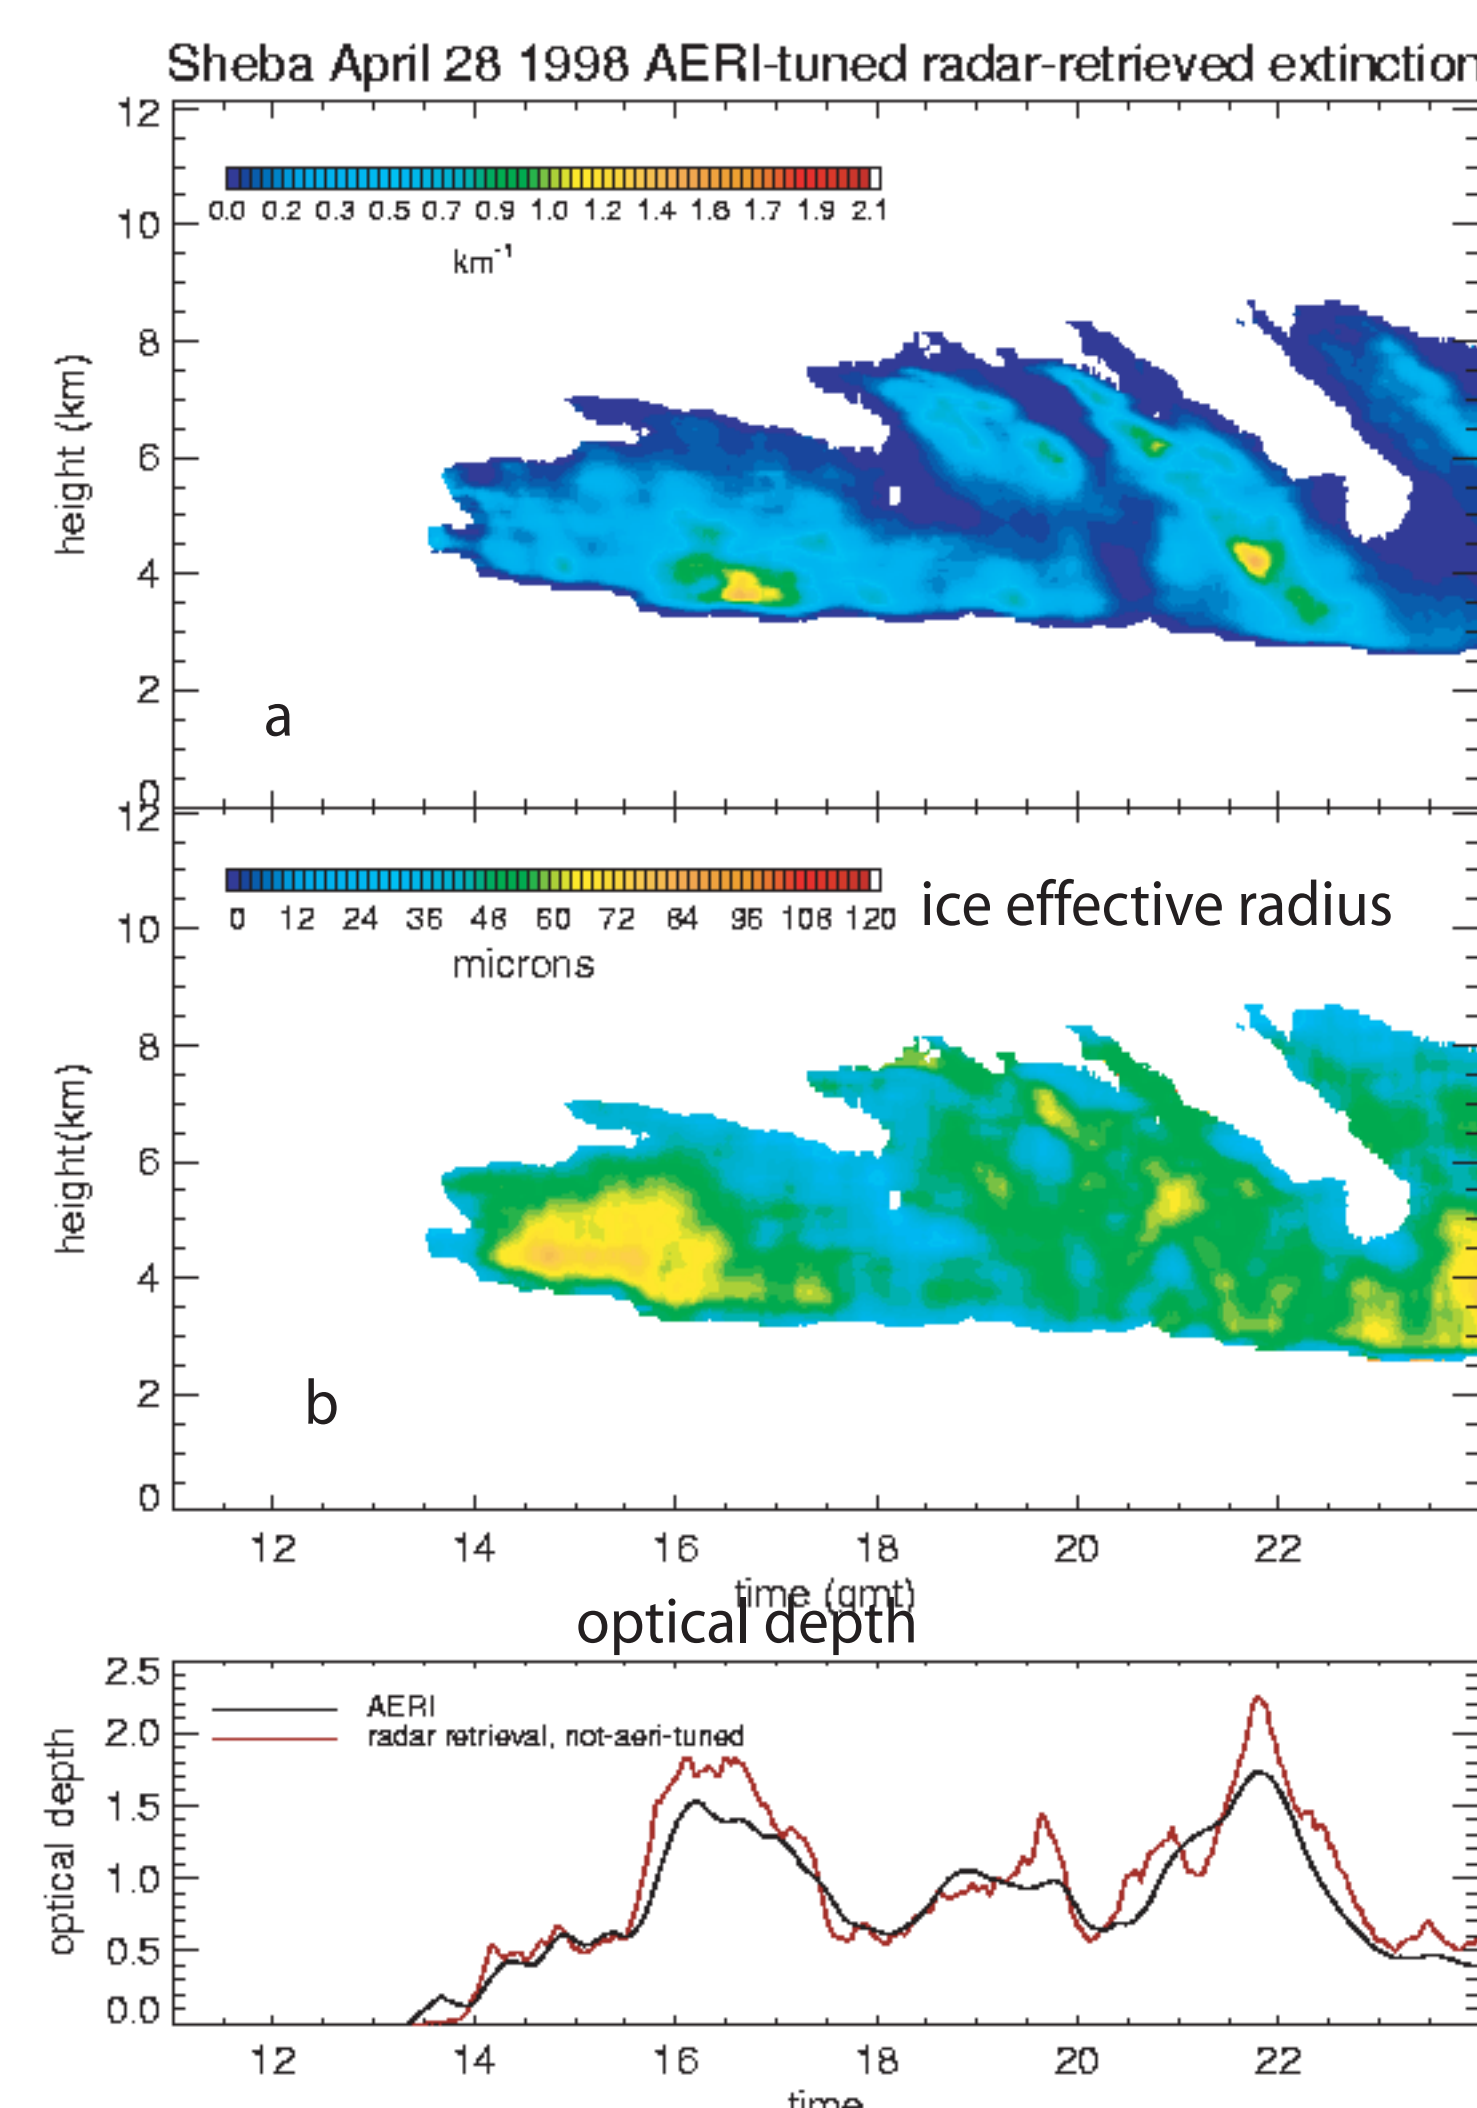 Sheba April 28 1998 AERI-tuned radar-retrieved extinction
12
0.0 0.2 0.3 0.5 0.7 0.9 1.0 1.2 1.4 1.6 1.7 1.9 2.1
10
km⁻¹
8
height (km)
6
4
2
a
0
12
0 12 24 36 48 60 72 84 96 108 120
ice effective radius
10
microns
8
height(km)
6
4
2
b
0
12 14 16 18 20 22
time (gmt)
optical depth
2.5
AERI
radar retrieval, not-aeri-tuned
2.0
optical depth
1.5
1.0
0.5
0.0
12 14 16 18 20 22
time